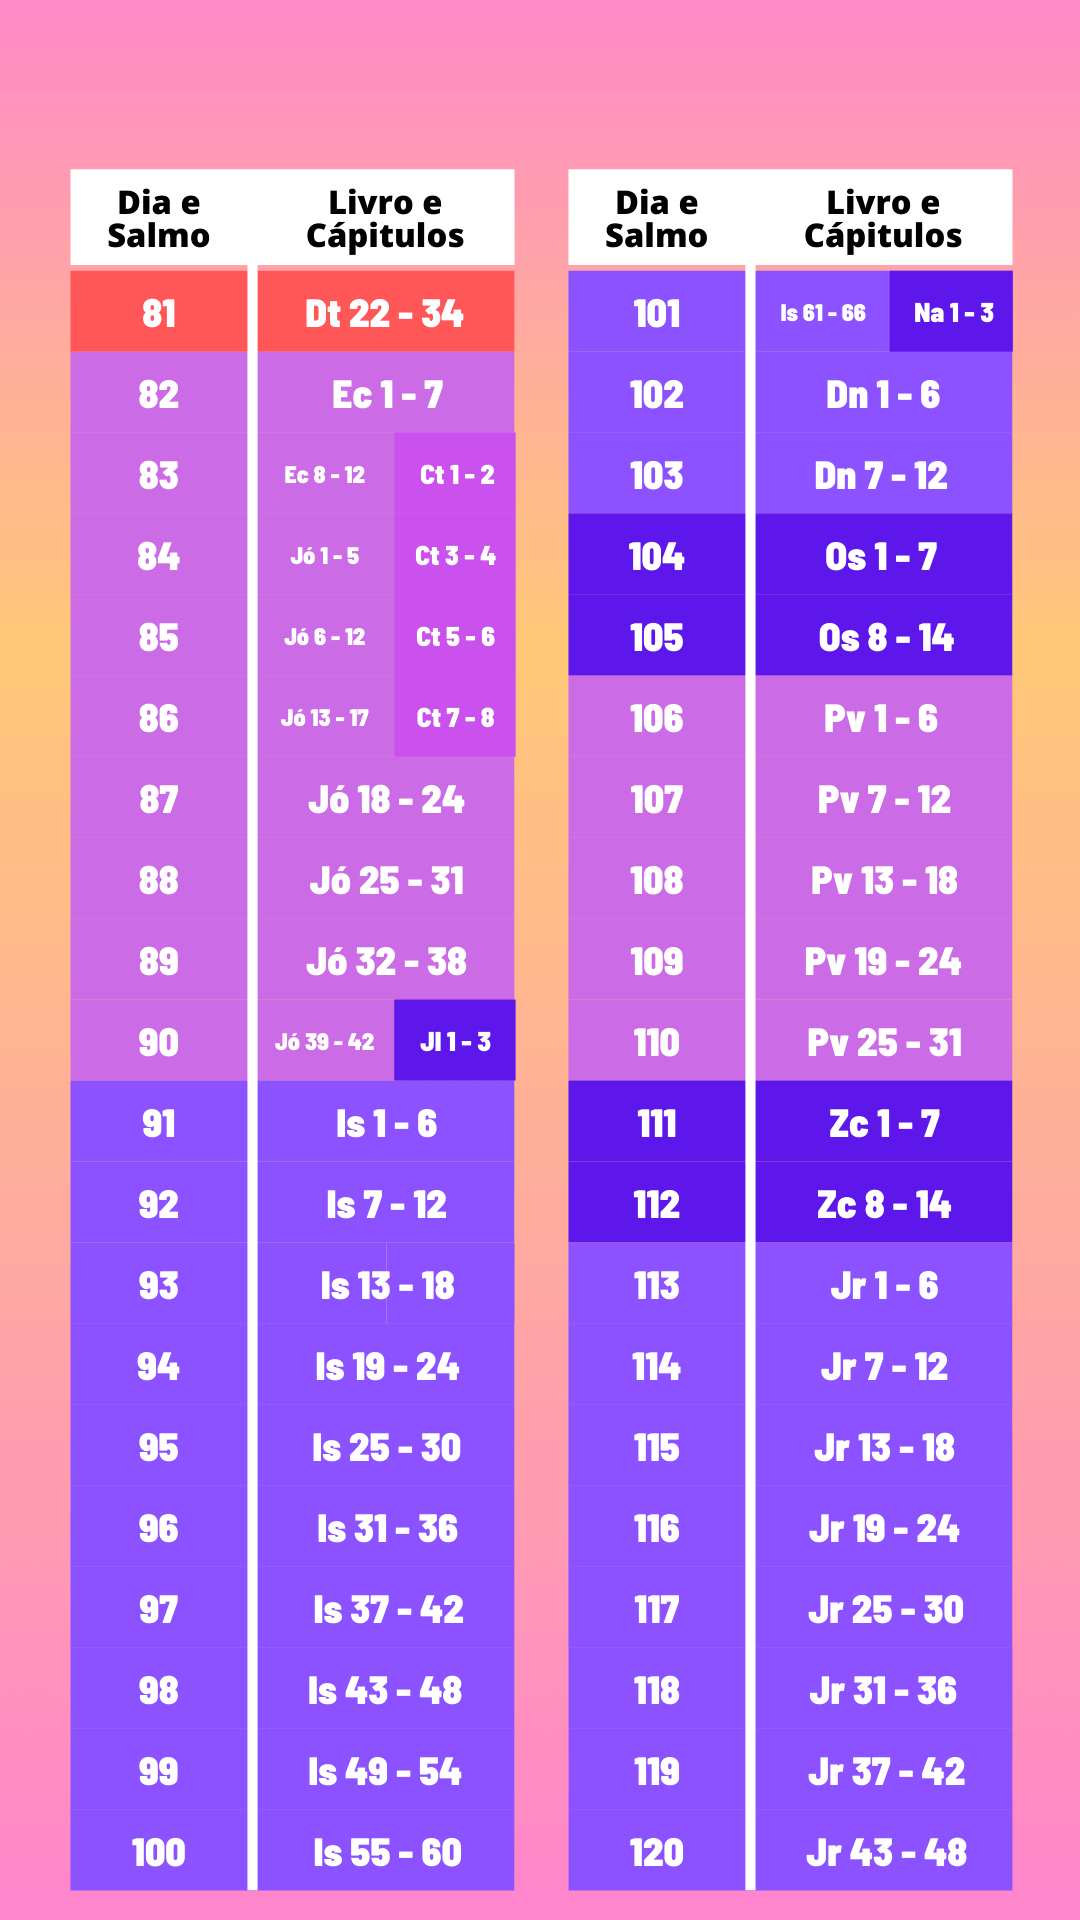 Dia e Salmo Livro e Cápitulos
81 Dt 22 - 34
82 Ec 1 - 7
83 Ec 8 - 12 Ct 1 - 2
84 Jó 1 - 5 Ct 3 - 4
85 Jó 6 - 12 Ct 5 - 6
86 Jó 13 - 17 Ct 7 - 8
87 Jó 18 - 24
88 Jó 25 - 31
89 Jó 32 - 38
90 Jó 39 - 42 Jl 1 - 3
91 Is 1 - 6
92 Is 7 - 12
93 Is 13 - 18
94 Is 19 - 24
95 Is 25 - 30
96 Is 31 - 36
97 Is 37 - 42
98 Is 43 - 48
99 Is 49 - 54
100 Is 55 - 60
Dia e Salmo Livro e Cápitulos
101 Is 61 - 66 Na 1 - 3
102 Dn 1 - 6
103 Dn 7 - 12
104 Os 1 - 7
105 Os 8 - 14
106 Pv 1 - 6
107 Pv 7 - 12
108 Pv 13 - 18
109 Pv 19 - 24
110 Pv 25 - 31
111 Zc 1 - 7
112 Zc 8 - 14
113 Jr 1 - 6
114 Jr 7 - 12
115 Jr 13 - 18
116 Jr 19 - 24
117 Jr 25 - 30
118 Jr 31 - 36
119 Jr 37 - 42
120 Jr 43 - 48